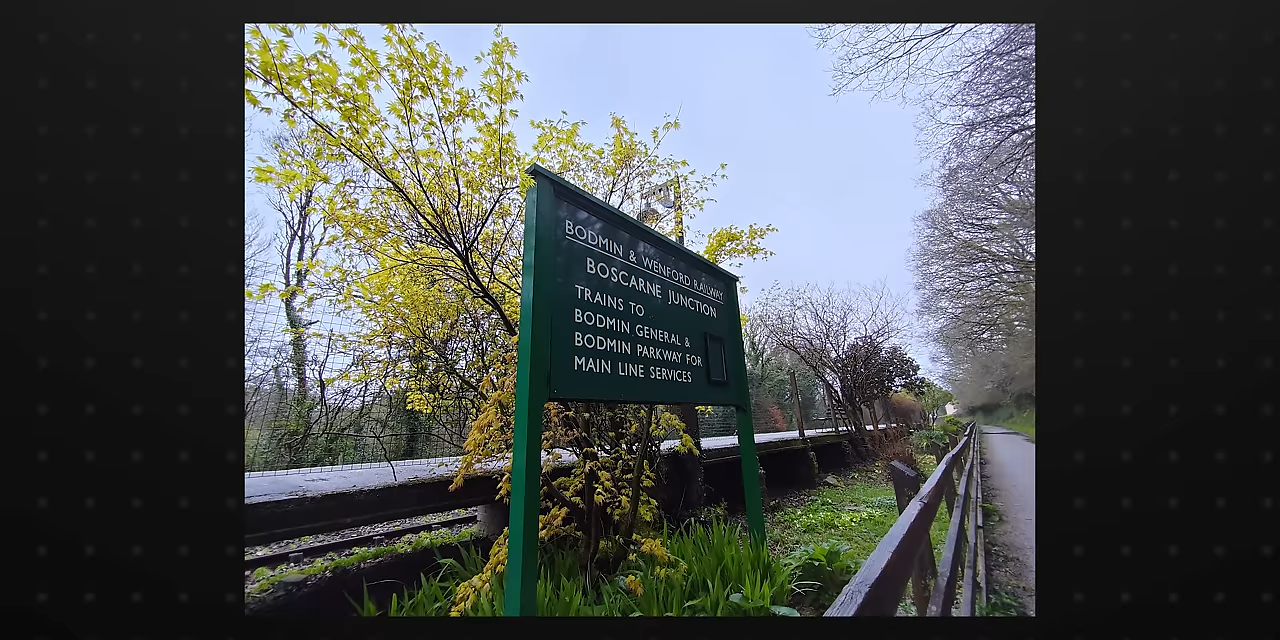 BODMIN & WENFORD RAILWAY
BOSCARNE JUNCTION
TRAINS TO
BODMIN GENERAL &
BODMIN PARKWAY FOR
MAIN LINE SERVICES